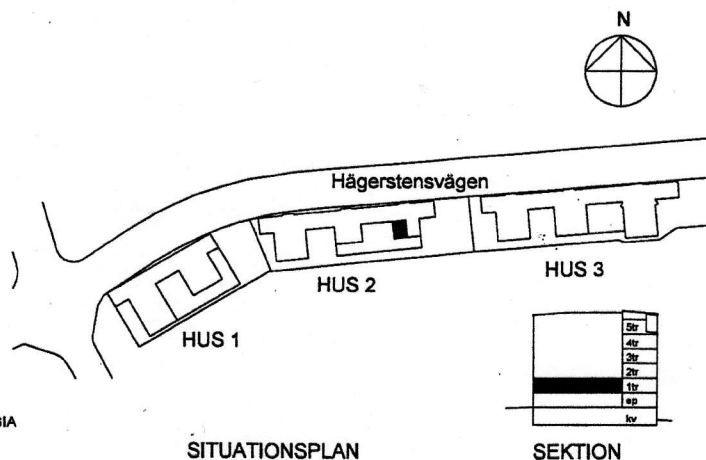 N
Hägerstensvägen
HUS 1
HUS 2
HUS 3
5tr
4tr
3tr
2tr
1tr
ep
kv
SITUATIONSPLAN
SEKTION